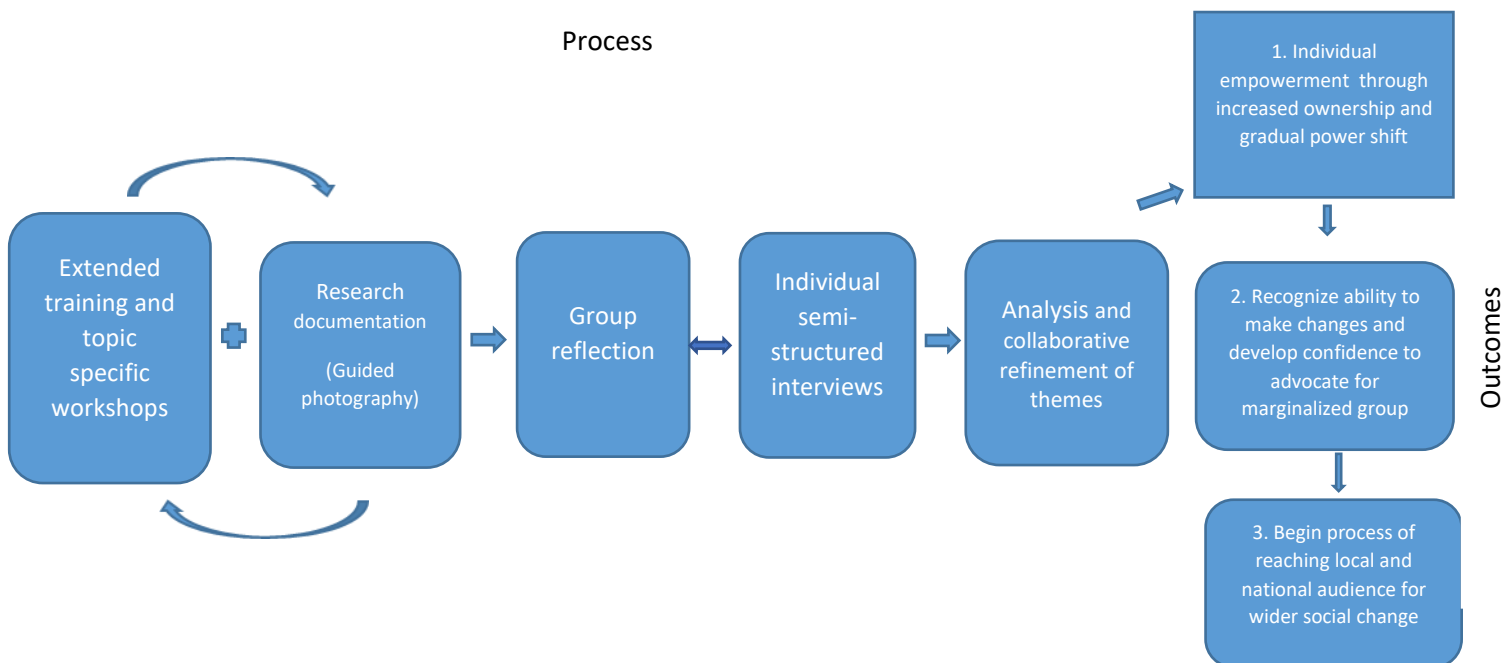 Process
Extended
training and
topic
specific
workshops
Research
documentation
(Guided
photography)
Group
reflection
Individual
semi-
structured
interviews
Analysis and
collaborative
refinement of
themes
1. Individual
empowerment through
increased ownership and
gradual power shift
2. Recognize ability to
make changes and
develop confidence to
advocate for
marginalized group
3. Begin process of
reaching local and
national audience for
wider social change
Outcomes